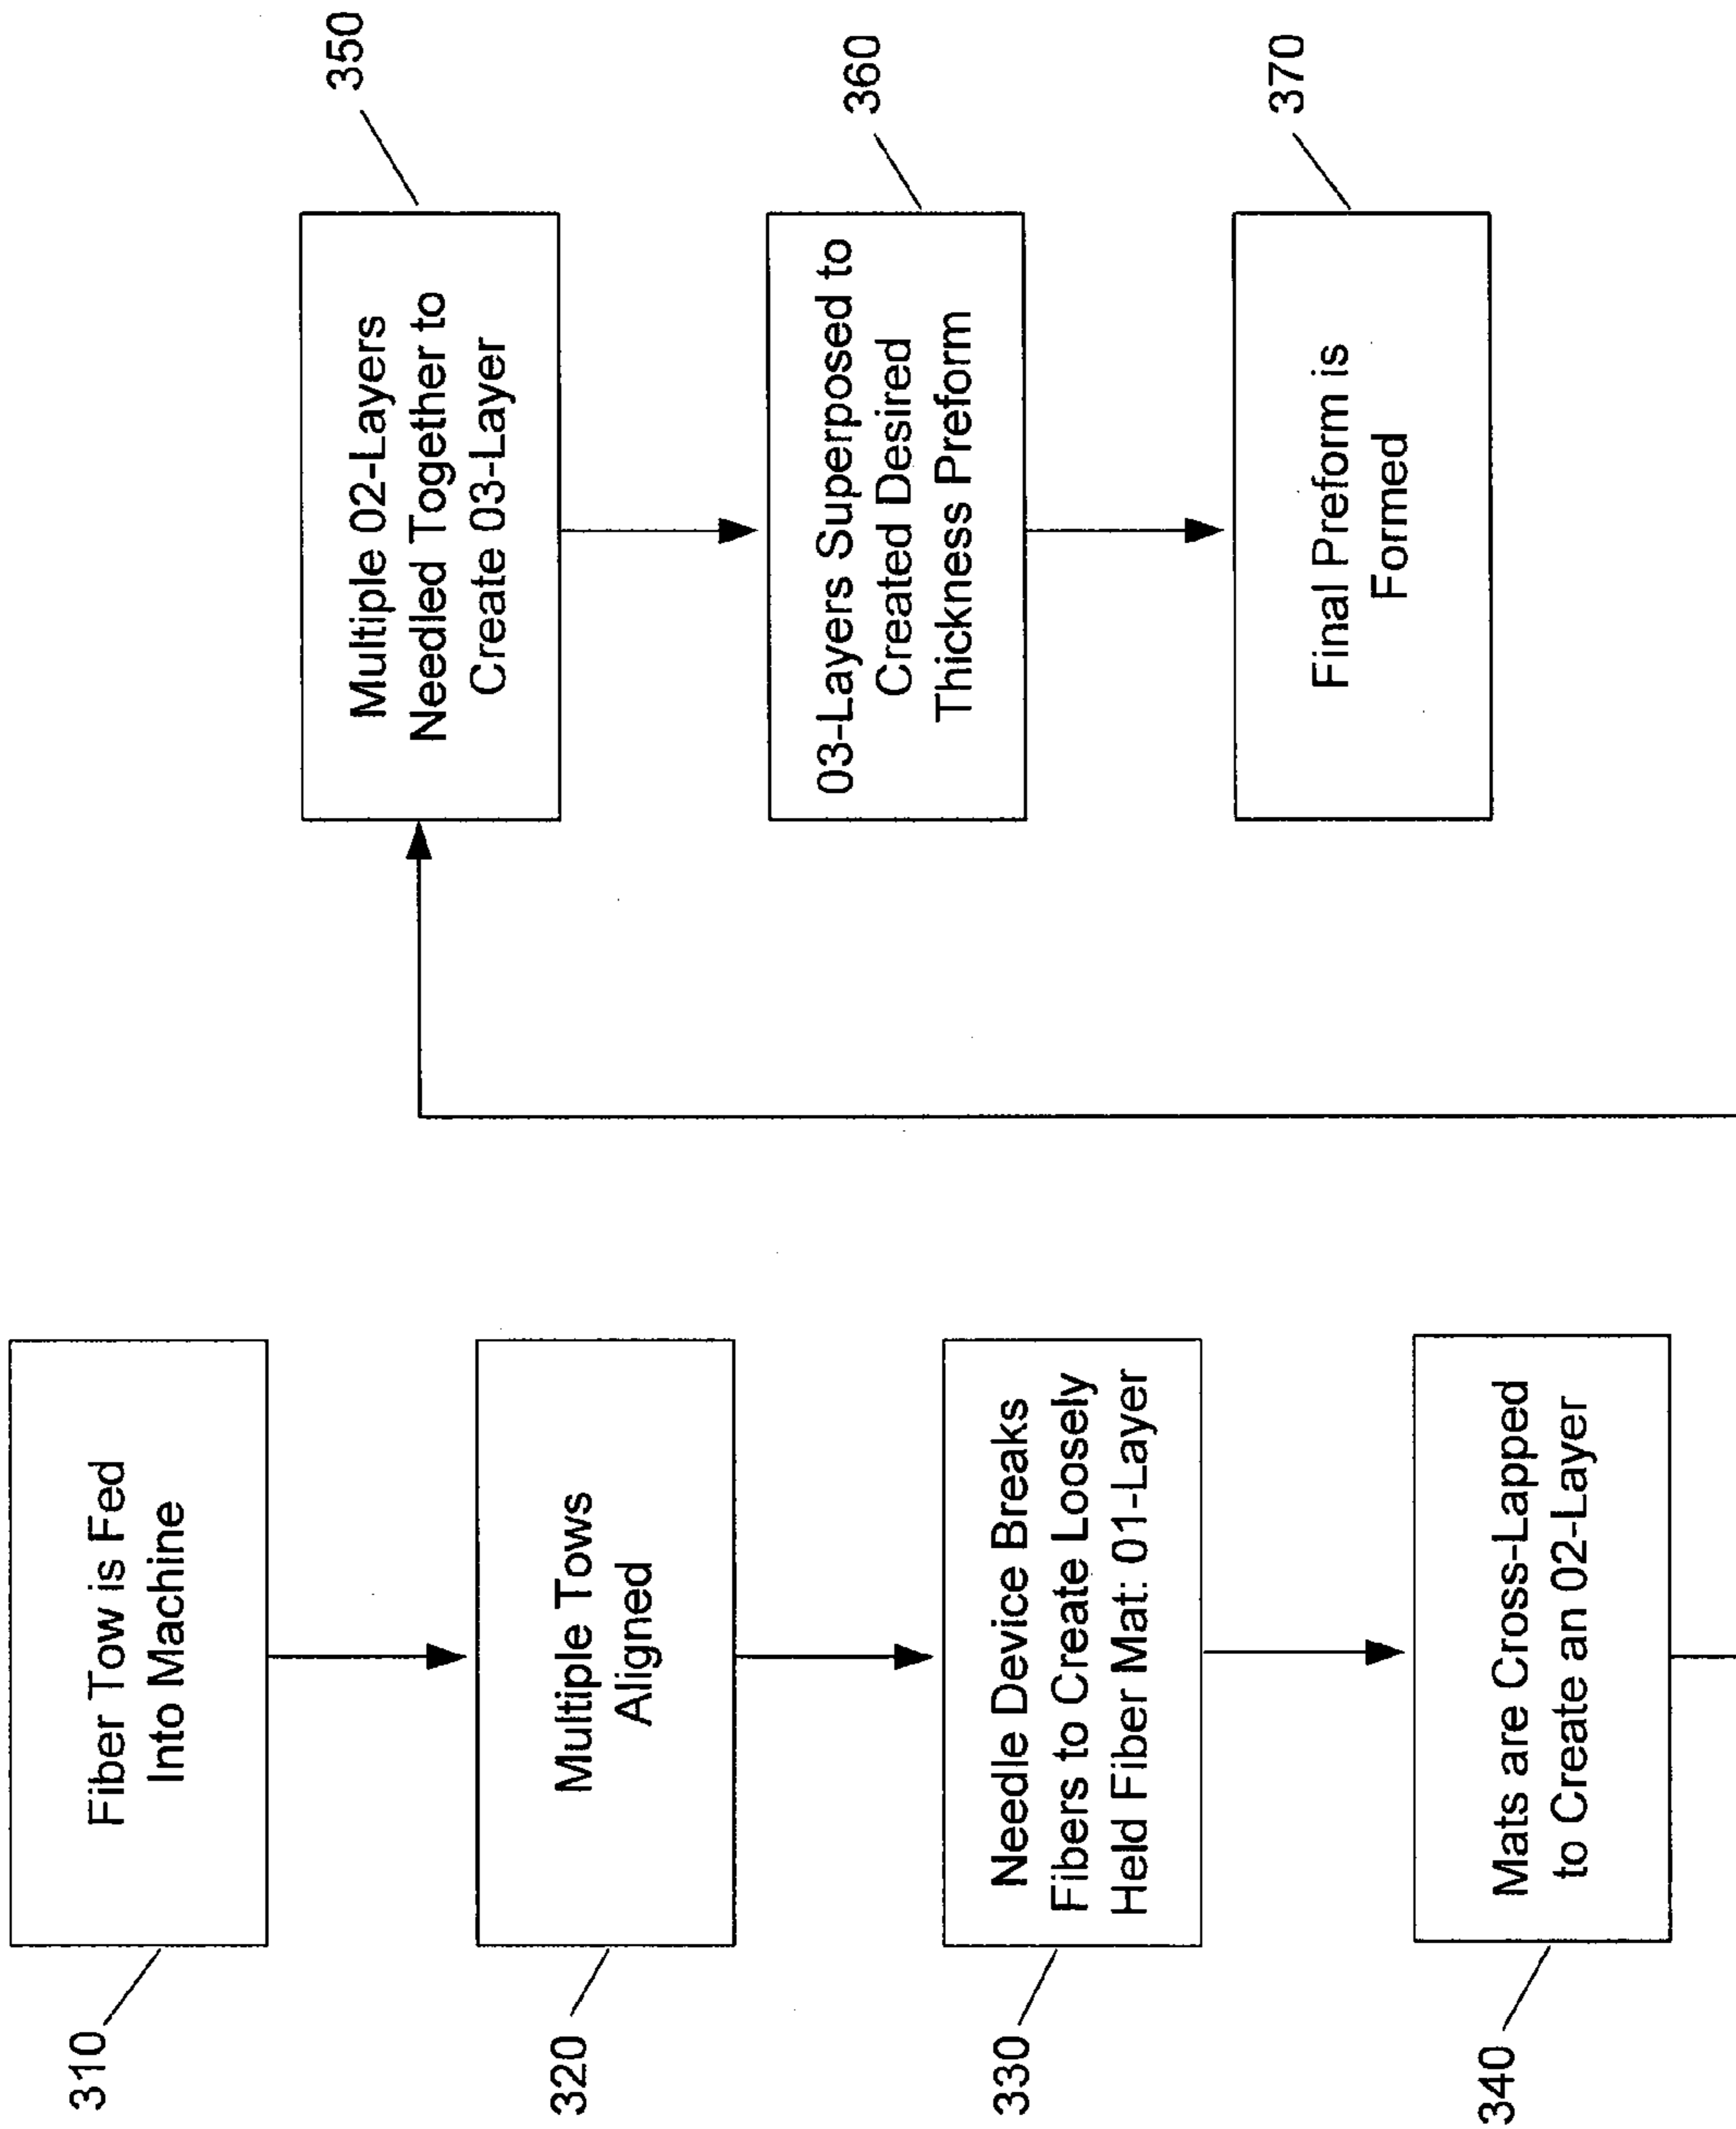 310
Fiber Tow is Fed
Into Machine
320
Multiple Tows
Aligned
330
Needle Device Breaks
Fibers to Create Loosely
Held Fiber Mat: 01-Layer
340
Mats are Cross-Lapped
to Create an 02-Layer
350
Multiple 02-Layers
Needled Together to
Create 03-Layer
360
03-Layers Superposed to
Created Desired
Thickness Preform
370
Final Preform is
Formed